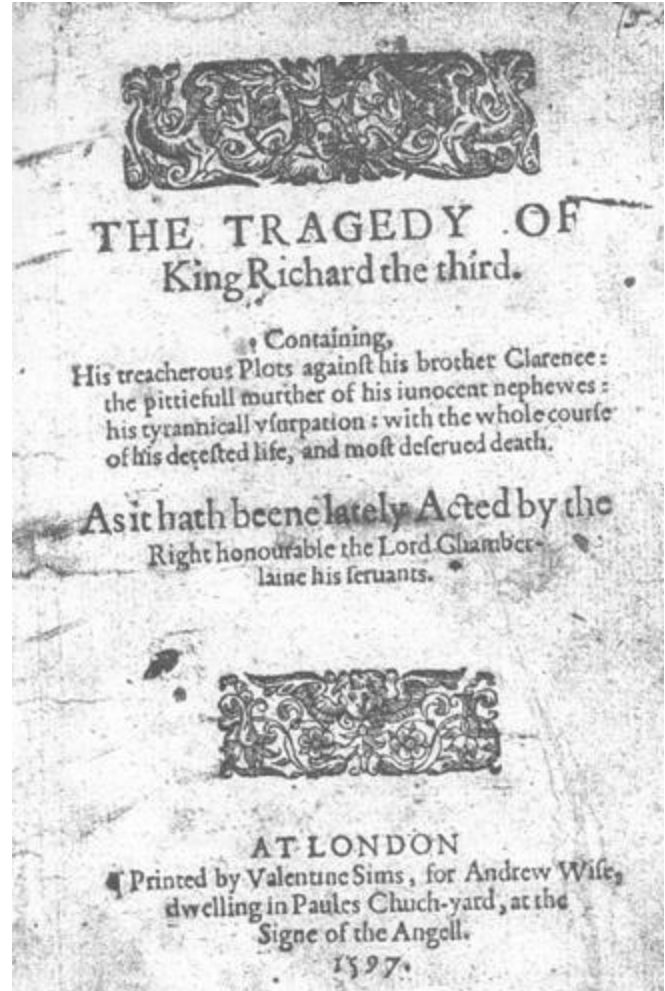 THE TRAGEDY OF
King Richard the third.
Containing,
His treacherous Plots againſt his brother Clarence:
the pittiefull murther of his iunocent nephewes:
his tyrannicall vſurpation: with the whole courſe
of his deteſted life, and moſt deſerued death.
As it hath beene lately Acted by the
Right honourable the Lord Chamber-
laine his ſeruants.
AT LONDON
¶ Printed by Valentine Sims, for Andrew Wiſe,
dwelling in Paules Chuch-yard, at the
Signe of the Angell.
1597.